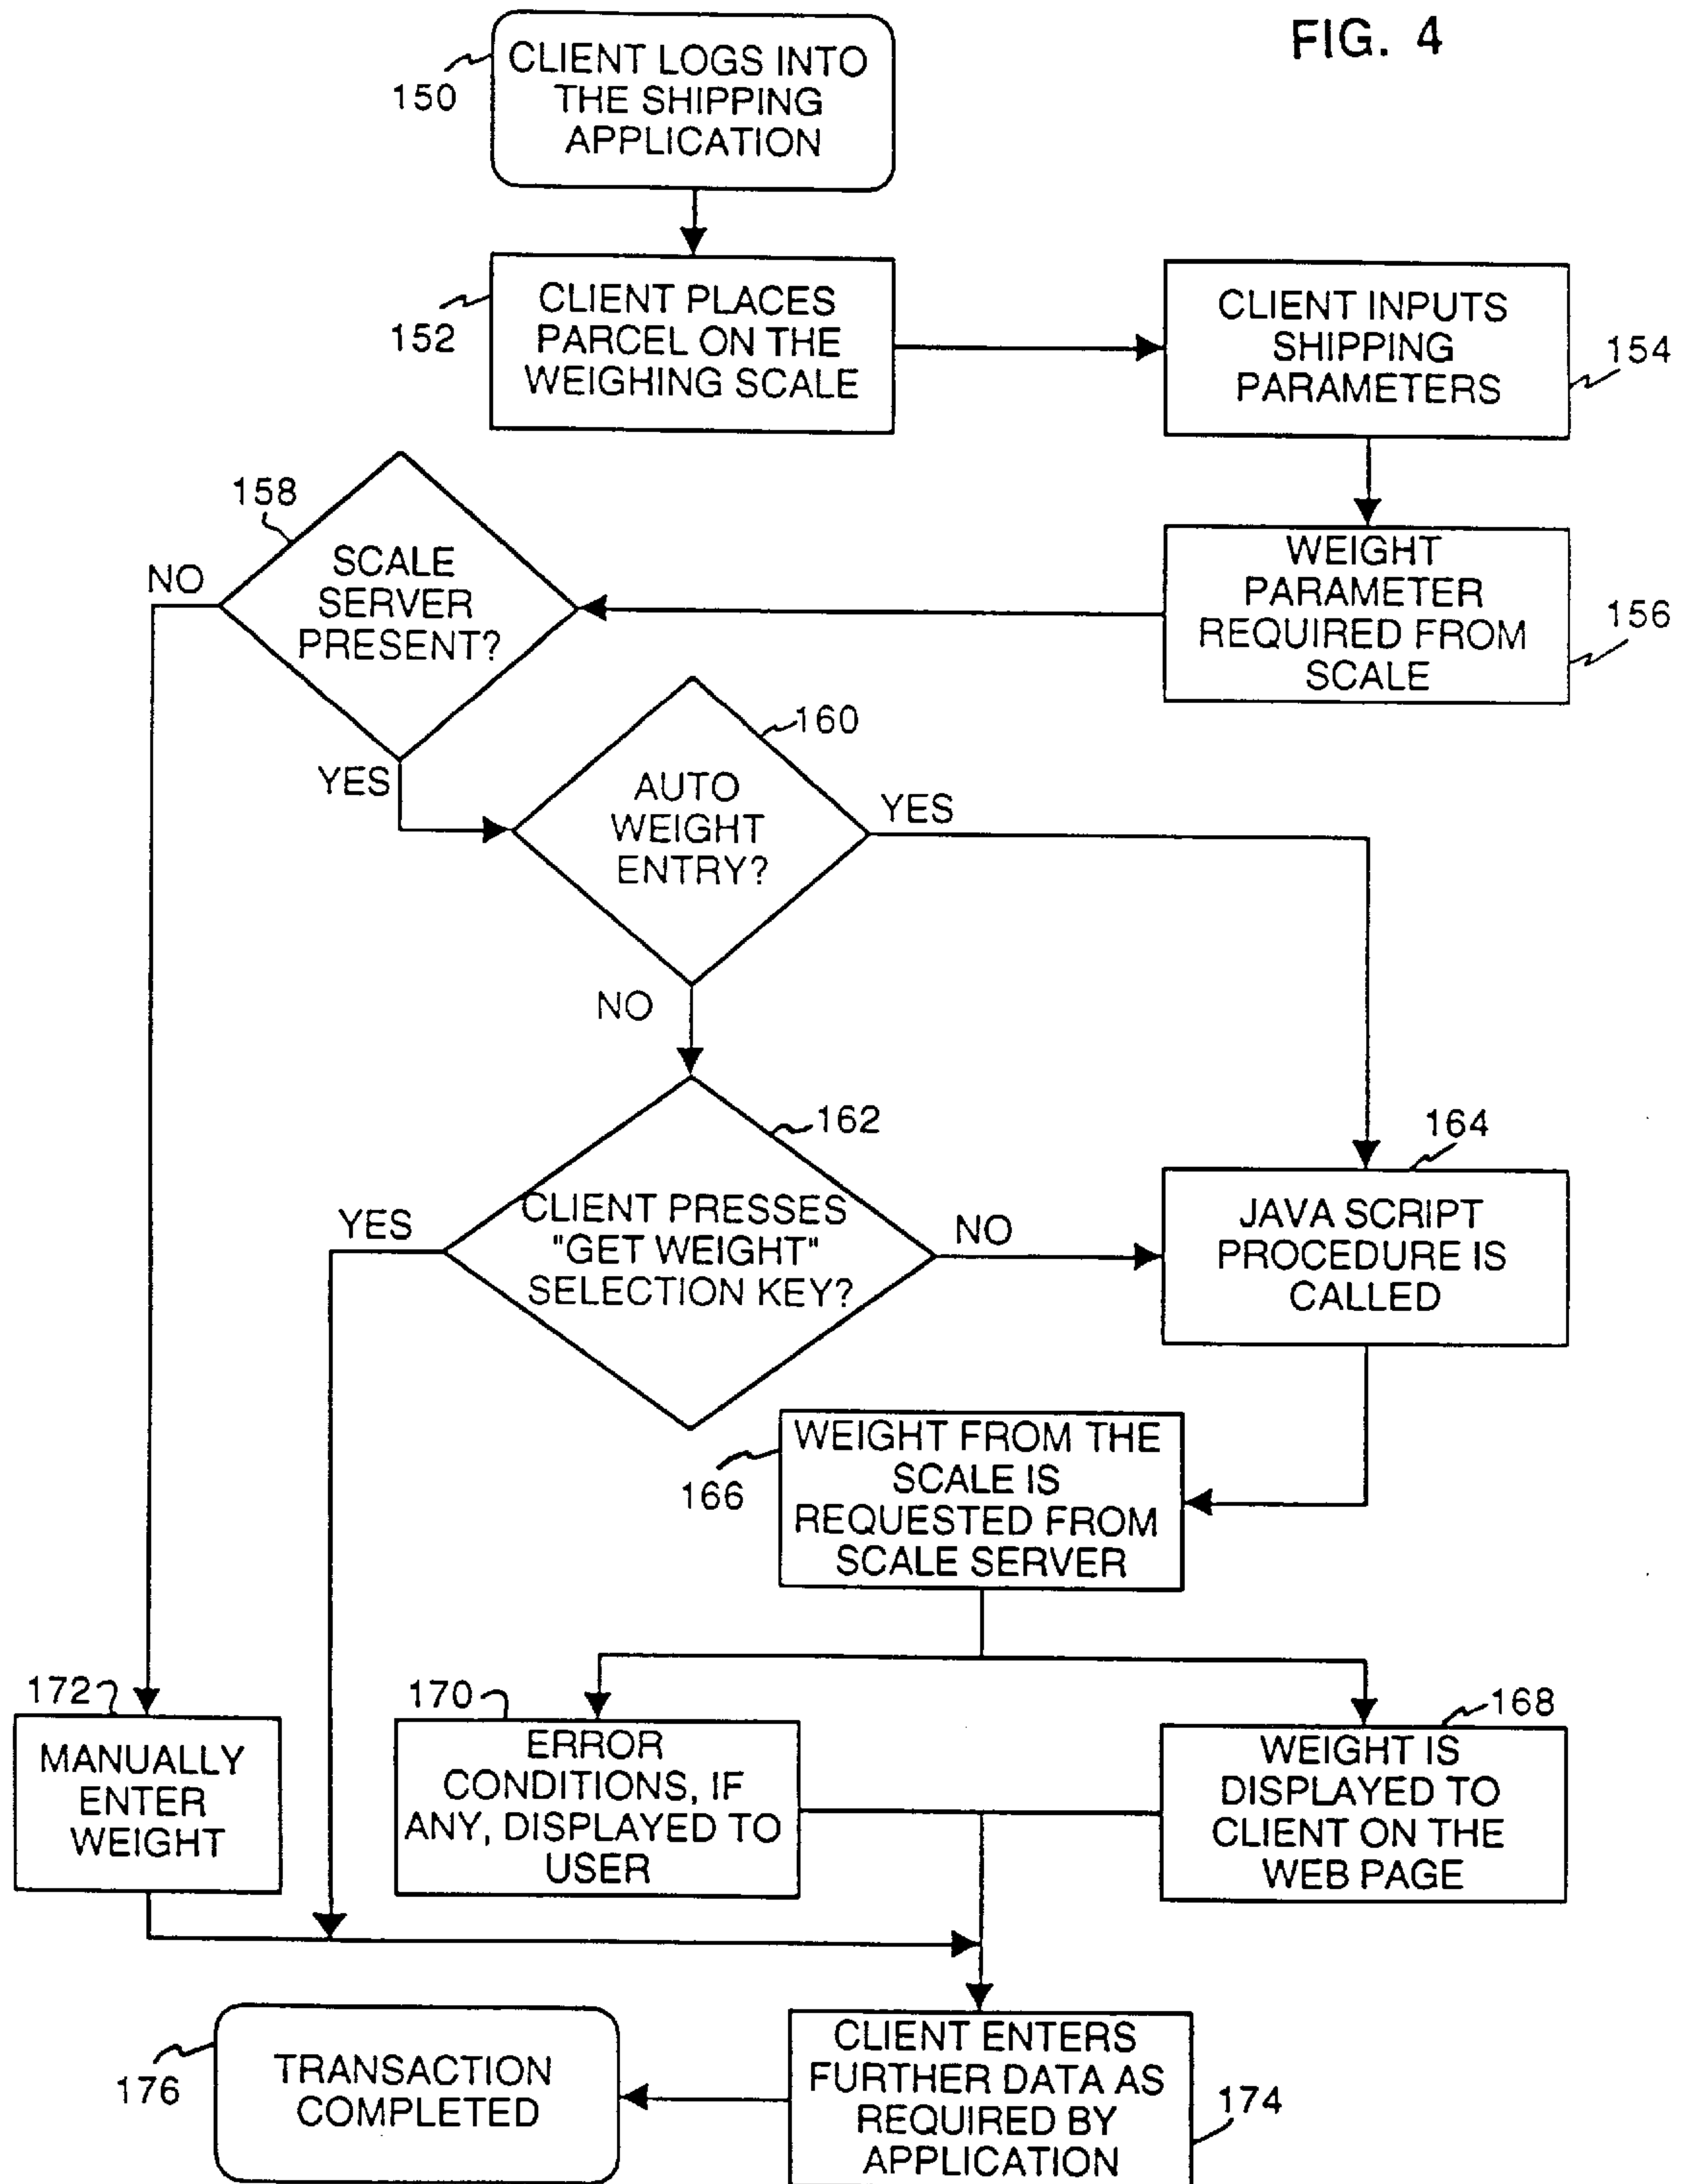 FIG. 4
150
CLIENT LOGS INTO
THE SHIPPING
APPLICATION
152
CLIENT PLACES
PARCEL ON THE
WEIGHING SCALE
CLIENT INPUTS
SHIPPING
PARAMETERS
154
WEIGHT
PARAMETER
REQUIRED FROM
SCALE
156
158
SCALE
SERVER
PRESENT?
NO
YES
160
AUTO
WEIGHT
ENTRY?
YES
NO
162
CLIENT PRESSES
"GET WEIGHT"
SELECTION KEY?
YES
NO
164
JAVA SCRIPT
PROCEDURE IS
CALLED
166
WEIGHT FROM THE
SCALE IS
REQUESTED FROM
SCALE SERVER
172
MANUALLY
ENTER
WEIGHT
170
ERROR
CONDITIONS, IF
ANY, DISPLAYED TO
USER
168
WEIGHT IS
DISPLAYED TO
CLIENT ON THE
WEB PAGE
176
TRANSACTION
COMPLETED
CLIENT ENTERS
FURTHER DATA AS
REQUIRED BY
APPLICATION
174